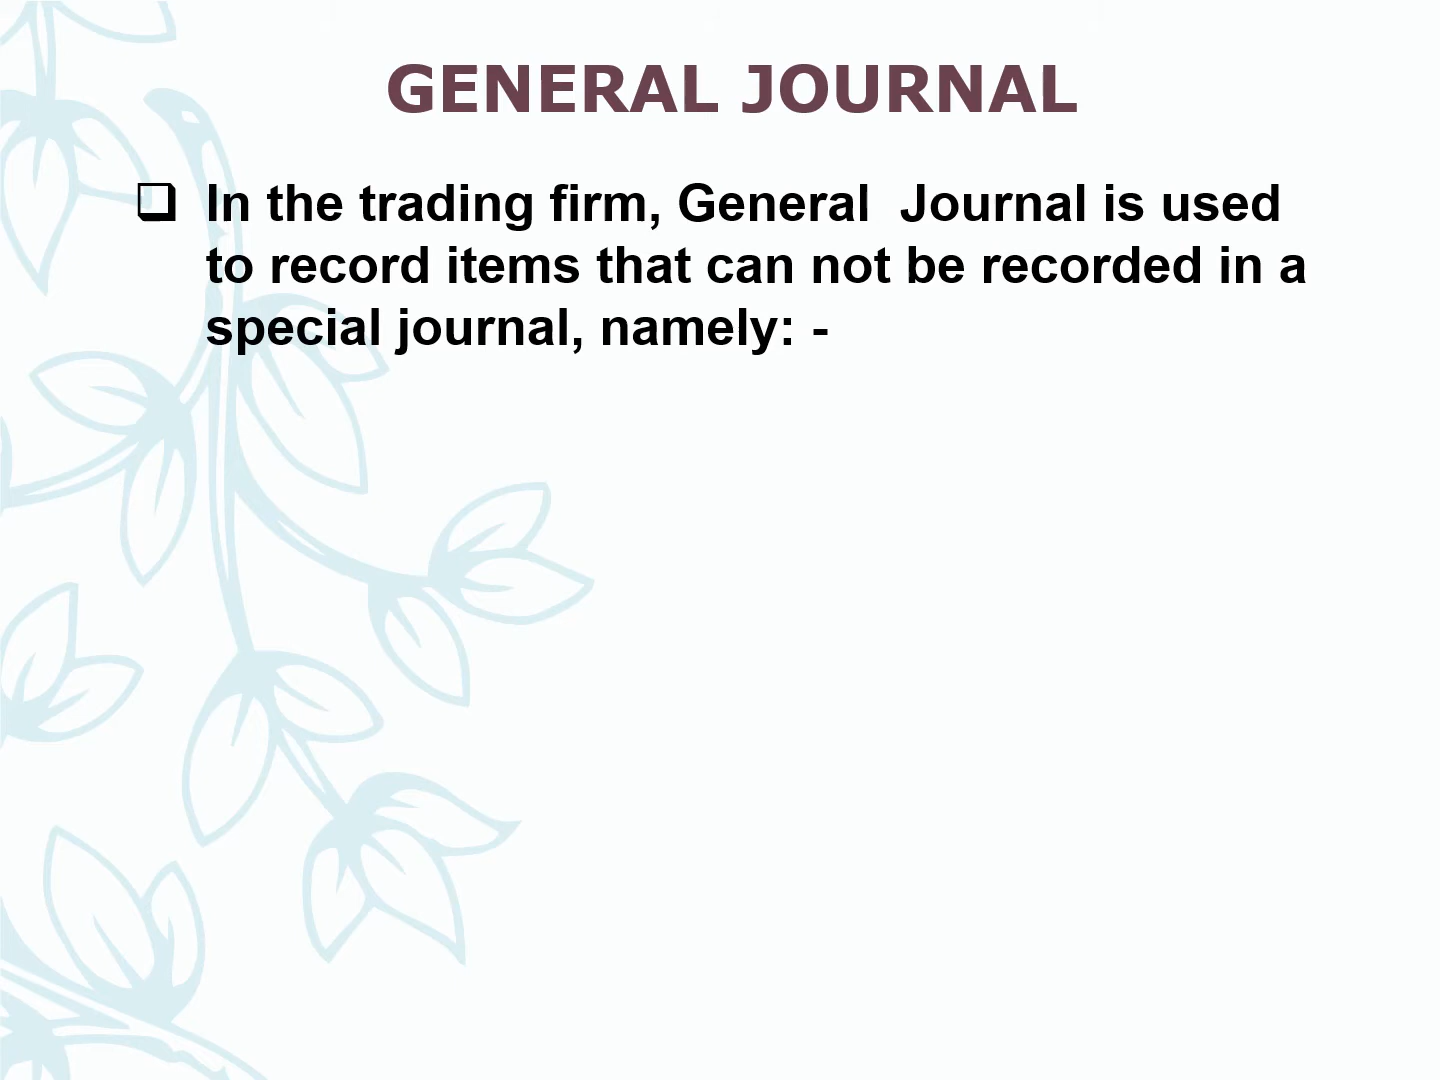 GENERAL JOURNAL
❑ In the trading firm, General  Journal is used
to record items that can not be recorded in a
special journal, namely: -